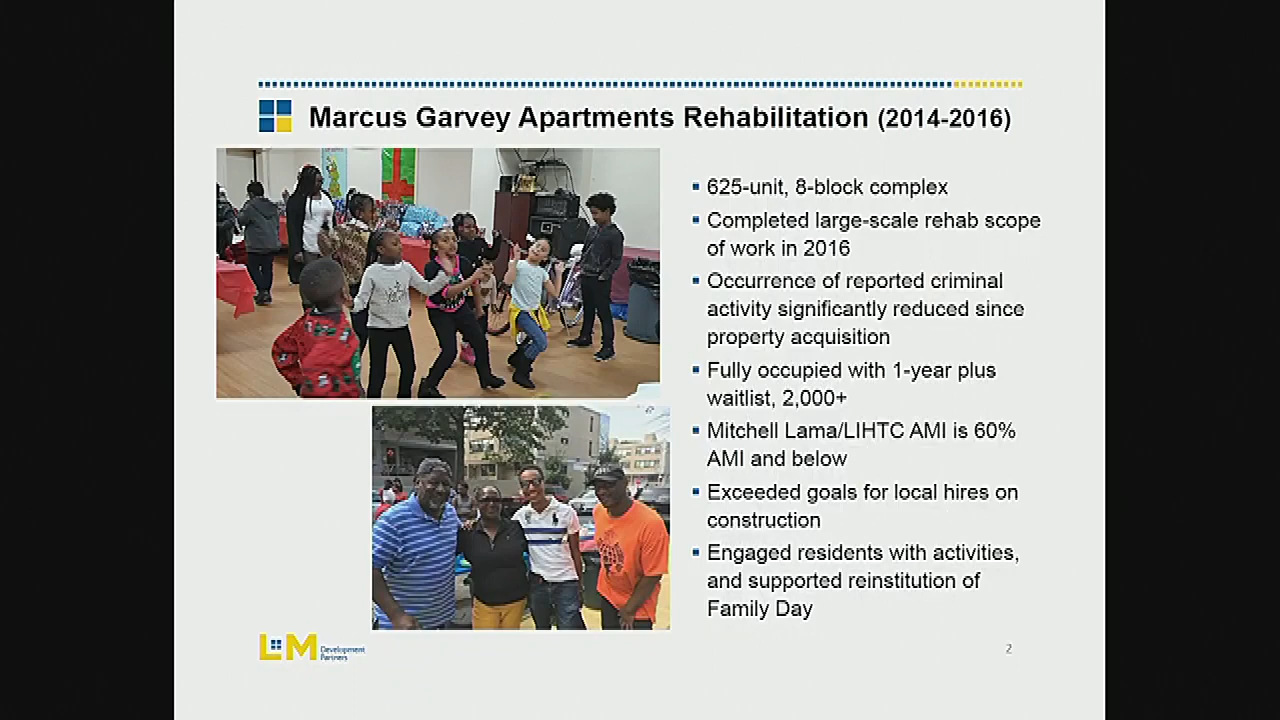 Marcus Garvey Apartments Rehabilitation (2014-2016)
625-unit, 8-block complex
Completed large-scale rehab scope
of work in 2016
Occurrence of reported criminal
activity significantly reduced since
property acquisition
Fully occupied with 1-year plus
waitlist, 2,000+
Mitchell Lama/LIHTC AMI is 60%
AMI and below
Exceeded goals for local hires on
construction
Engaged residents with activities,
and supported reinstitution of
Family Day
L+M Development
Partners
2